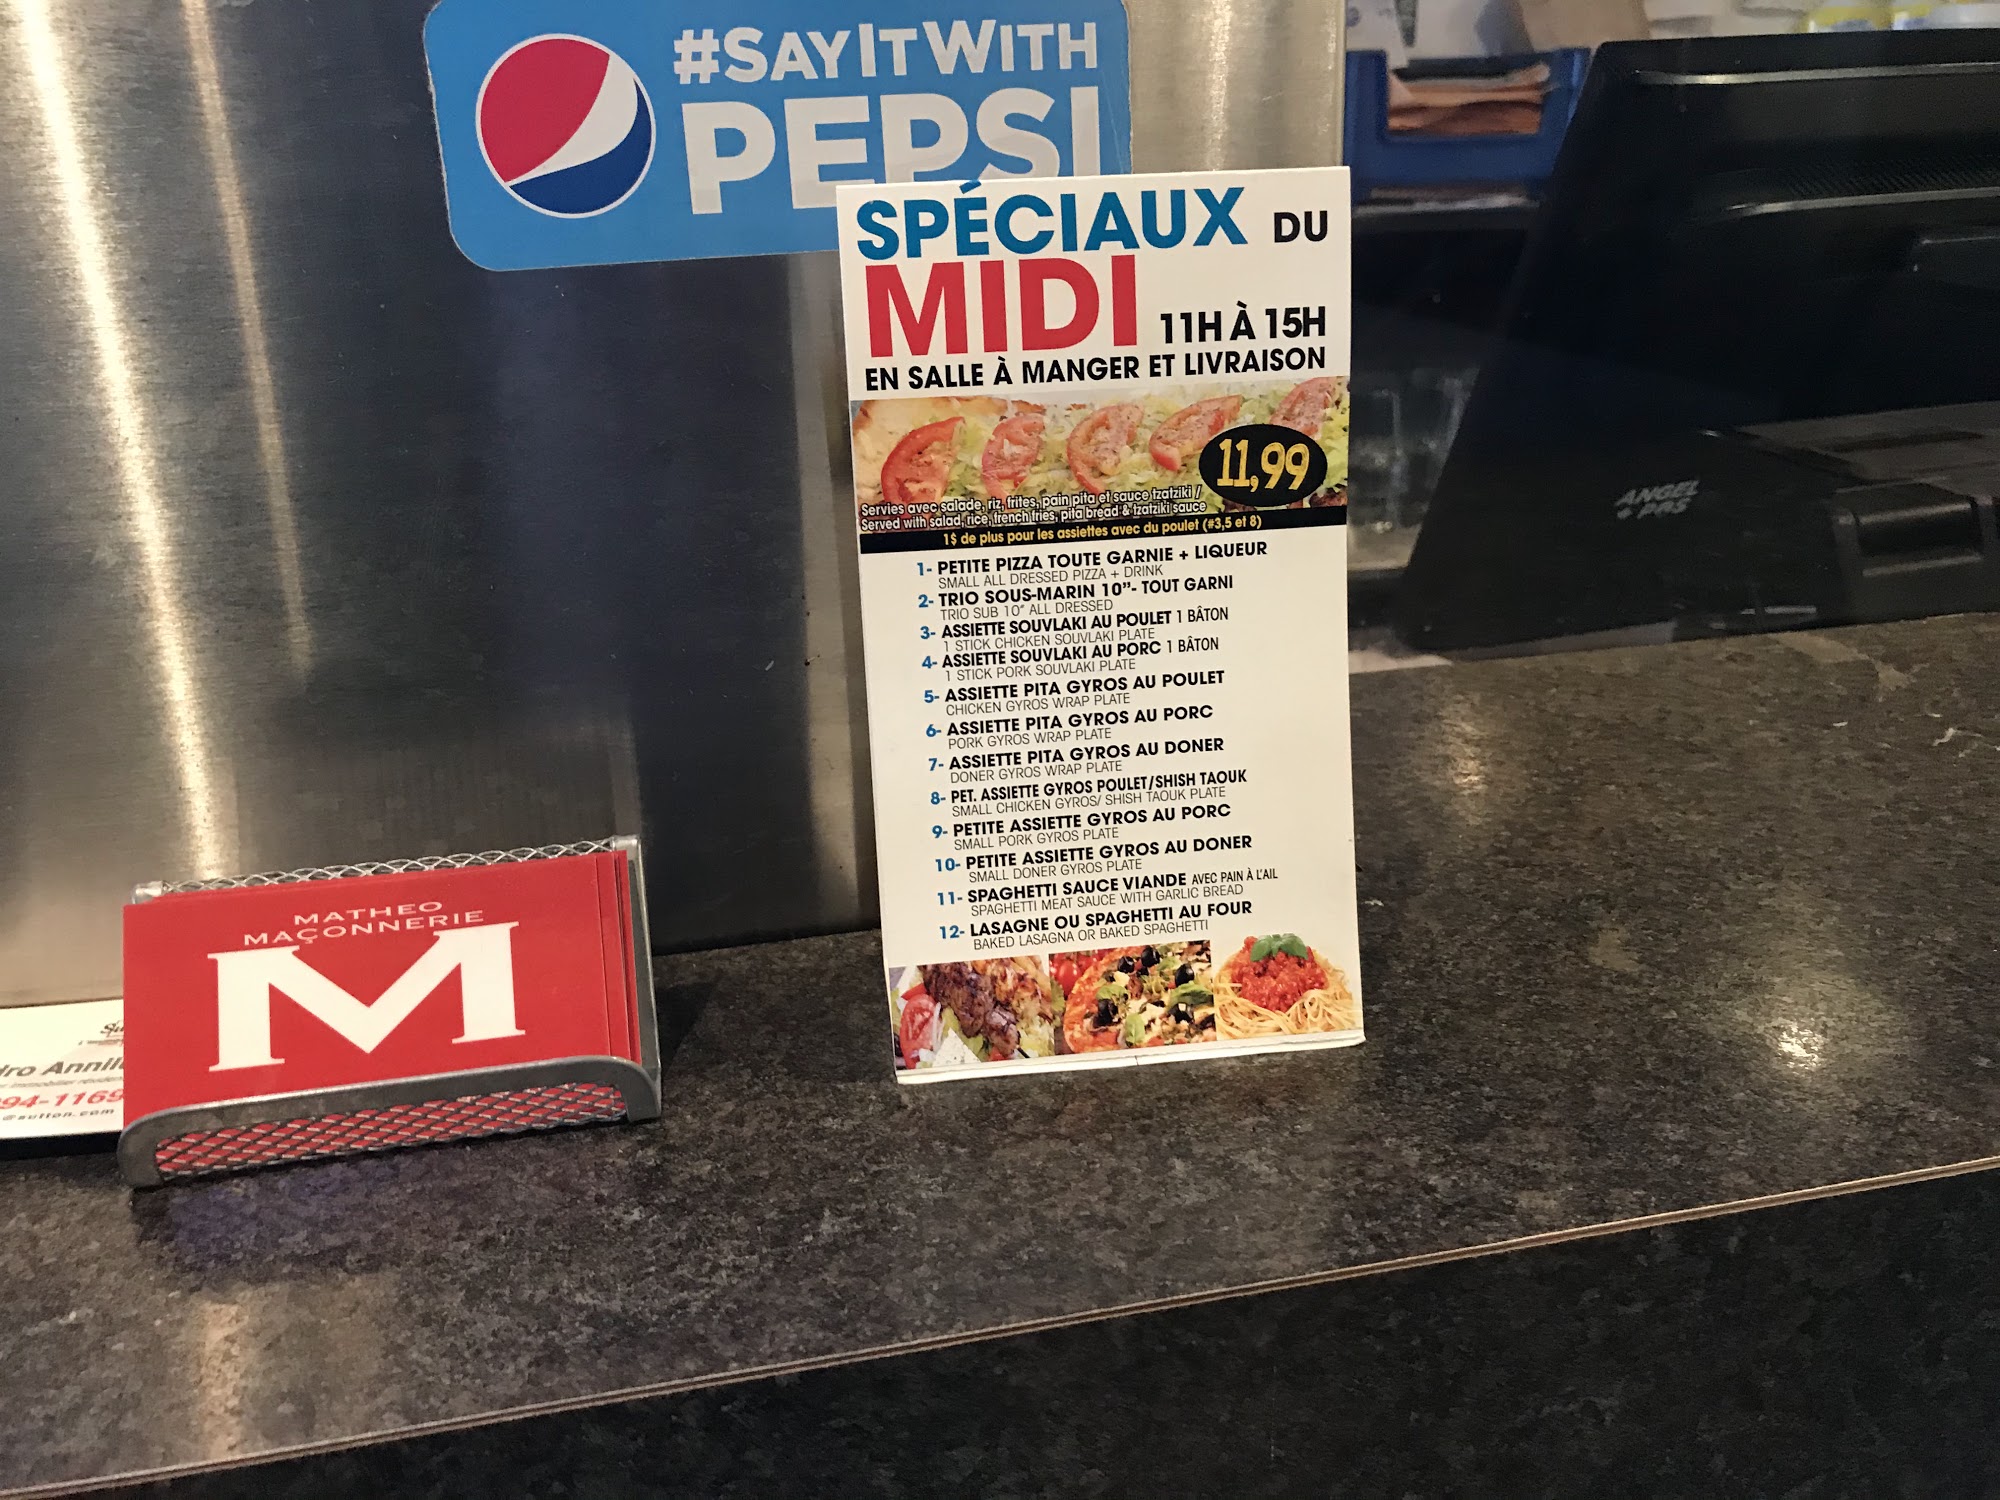 #SAYITWITH
PEPSI
SPÉCIAUX DU
MIDI 11H À 15H
EN SALLE À MANGER ET LIVRAISON
11,99
Servies avec salade, riz, frites, pain pita et sauce tzatziki /
Served with salad, rice, french fries, pita bread & tzatziki sauce
1$ de plus pour les assiettes avec du poulet (#3,5 et 8)
1- PETITE PIZZA TOUTE GARNIE + LIQUEUR
SMALL ALL DRESSED PIZZA + DRINK
2- TRIO SOUS-MARIN 10"- TOUT GARNI
TRIO SUB 10" ALL DRESSED
3- ASSIETTE SOUVLAKI AU POULET 1 BÂTON
1 STICK CHICKEN SOUVLAKI PLATE
4- ASSIETTE SOUVLAKI AU PORC 1 BÂTON
1 STICK PORK SOUVLAKI PLATE
5- ASSIETTE PITA GYROS AU POULET
CHICKEN GYROS WRAP PLATE
6- ASSIETTE PITA GYROS AU PORC
PORK GYROS WRAP PLATE
7- ASSIETTE PITA GYROS AU DONER
DONER GYROS WRAP PLATE
8- PET. ASSIETTE GYROS POULET/SHISH TAOUK
SMALL CHICKEN GYROS/ SHISH TAOUK PLATE
9- PETITE ASSIETTE GYROS AU PORC
SMALL PORK GYROS PLATE
10- PETITE ASSIETTE GYROS AU DONER
SMALL DONER GYROS PLATE
11- SPAGHETTI SAUCE VIANDE AVEC PAIN À L'AIL
SPAGHETTI MEAT SAUCE WITH GARLIC BREAD
12- LASAGNE OU SPAGHETTI AU FOUR
BAKED LASAGNA OR BAKED SPAGHETTI
MATHEO
MAÇONNERIE
M
94-1169
@sutton.com
ANGEL
POS